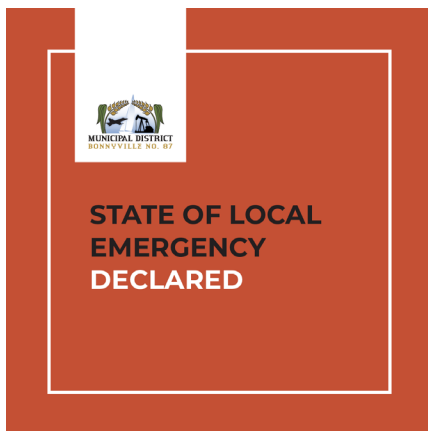 MUNICIPAL DISTRICT
BONNYVILLE NO. 87
STATE OF LOCAL
EMERGENCY
DECLARED